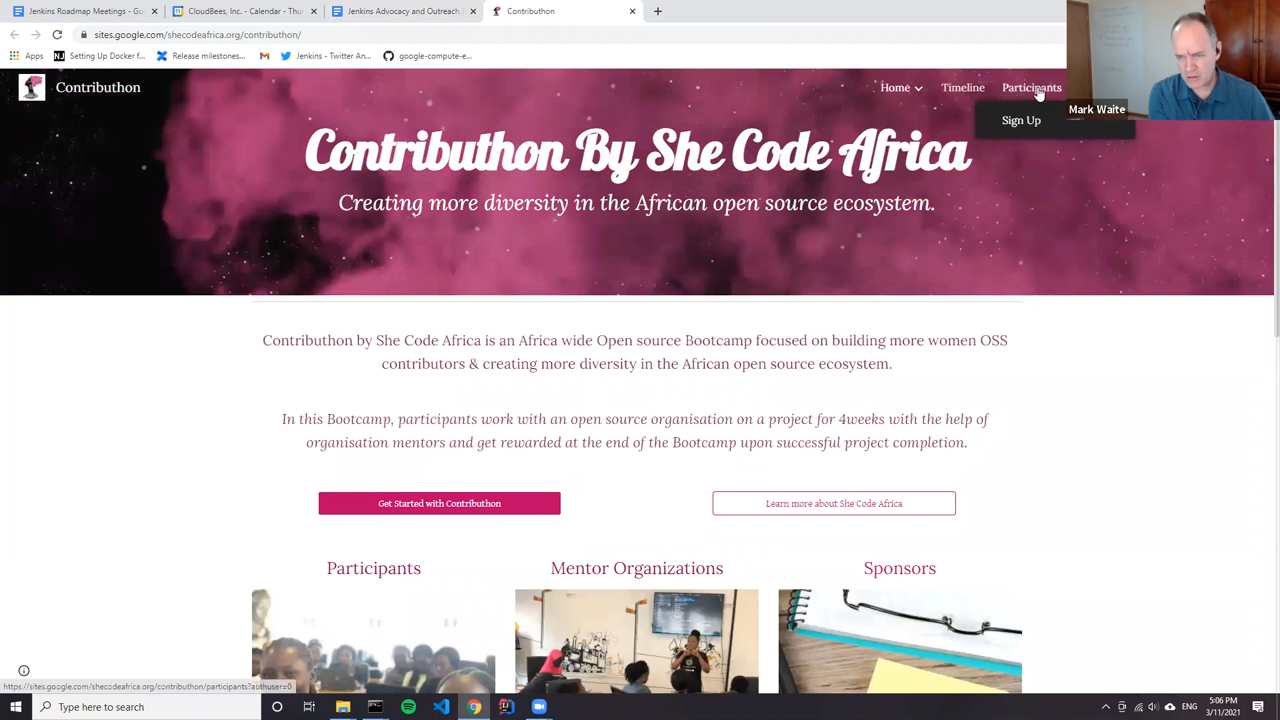 Jenkins Roadmap Meetings - Go
CloudBees, Inc. - Calendar - Thu
Jenkins Advocacy and Outreach
Contributhon
sites.google.com/shecodeafrica.org/contributhon/
Apps
Setting Up Docker f...
Release milestones...
Jenkins - Twitter An...
google-compute-e...
Contributhon
Home
Timeline
Participants
Sign Up
Mark Waite
Contributhon By She Code Africa
Creating more diversity in the African open source ecosystem.
Contributhon by She Code Africa is an Africa wide Open source Bootcamp focused on building more women OSS
contributors & creating more diversity in the African open source ecosystem.
In this Bootcamp, participants work with an open source organisation on a project for 4weeks with the help of
organisation mentors and get rewarded at the end of the Bootcamp upon successful project completion.
Get Started with Contributhon
Learn more about She Code Africa
Participants
Mentor Organizations
Sponsors
https://sites.google.com/shecodeafrica.org/contributhon/participants?authuser=0
Type here to search
ENG
5:06 PM
3/11/2021